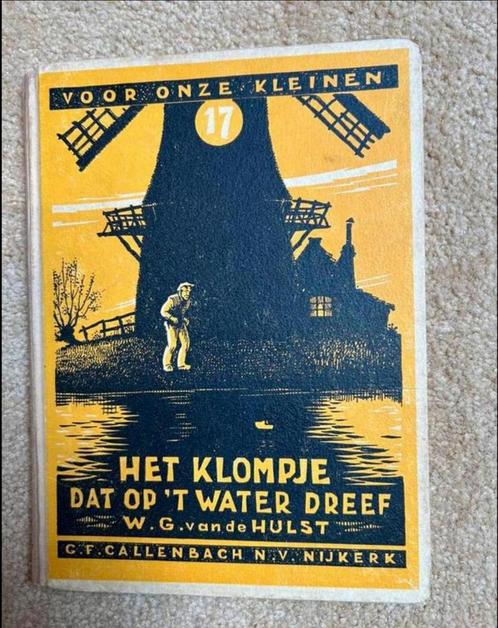 VOOR ONZE KLEINEN
17
HET KLOMPJE
DAT OP 'T WATER DREEF
W.G. van de HULST
C.F. CALLENBACH N.V. NIJKERK